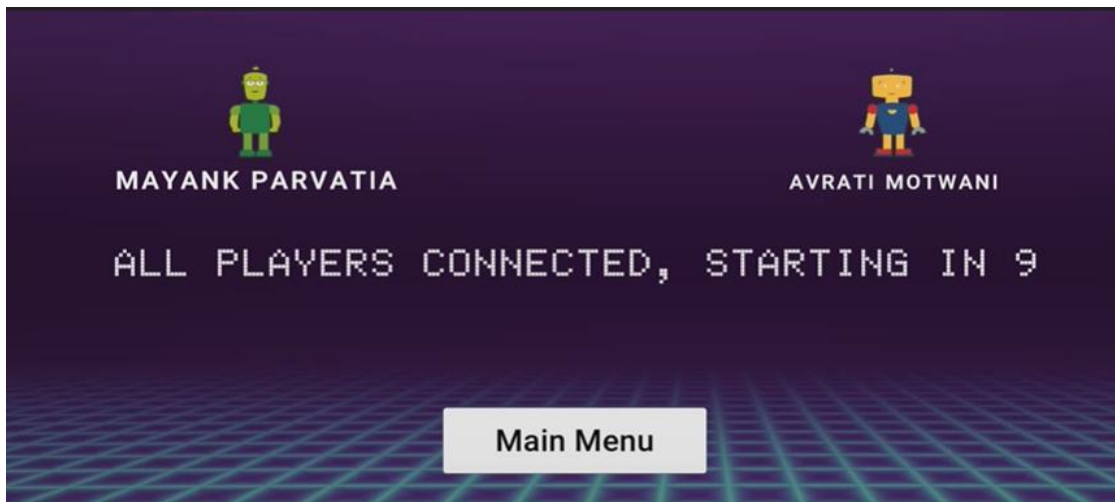 MAYANK PARVATIA
AVRATI MOTWANI
ALL PLAYERS CONNECTED, STARTING IN 9
Main Menu